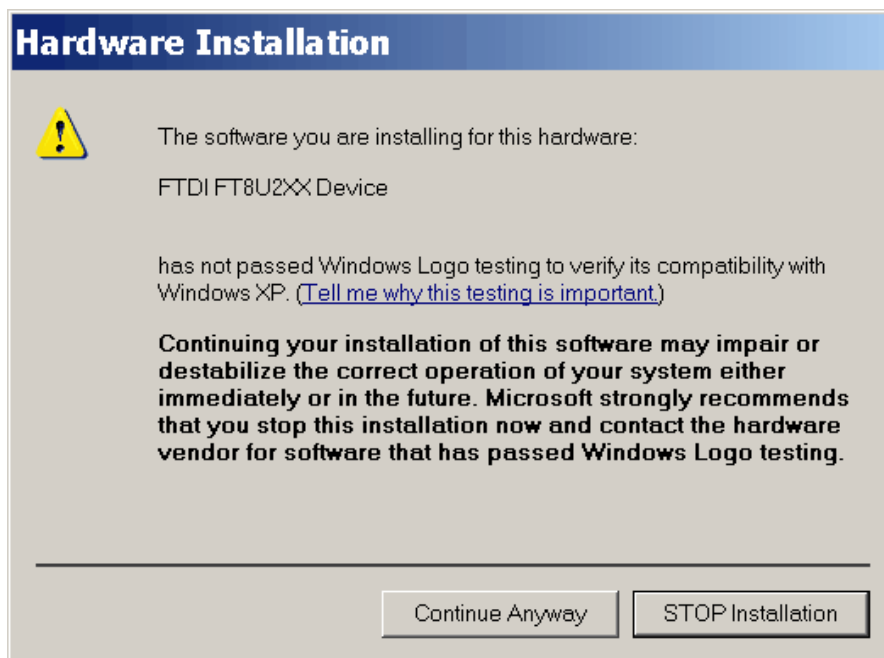 Hardware Installation
The software you are installing for this hardware:
FTDI FT8U2XX Device
has not passed Windows Logo testing to verify its compatibility with
Windows XP. (Tell me why this testing is important.)
Continuing your installation of this software may impair or
destabilize the correct operation of your system either
immediately or in the future. Microsoft strongly recommends
that you stop this installation now and contact the hardware
vendor for software that has passed Windows Logo testing.
Continue Anyway
STOP Installation